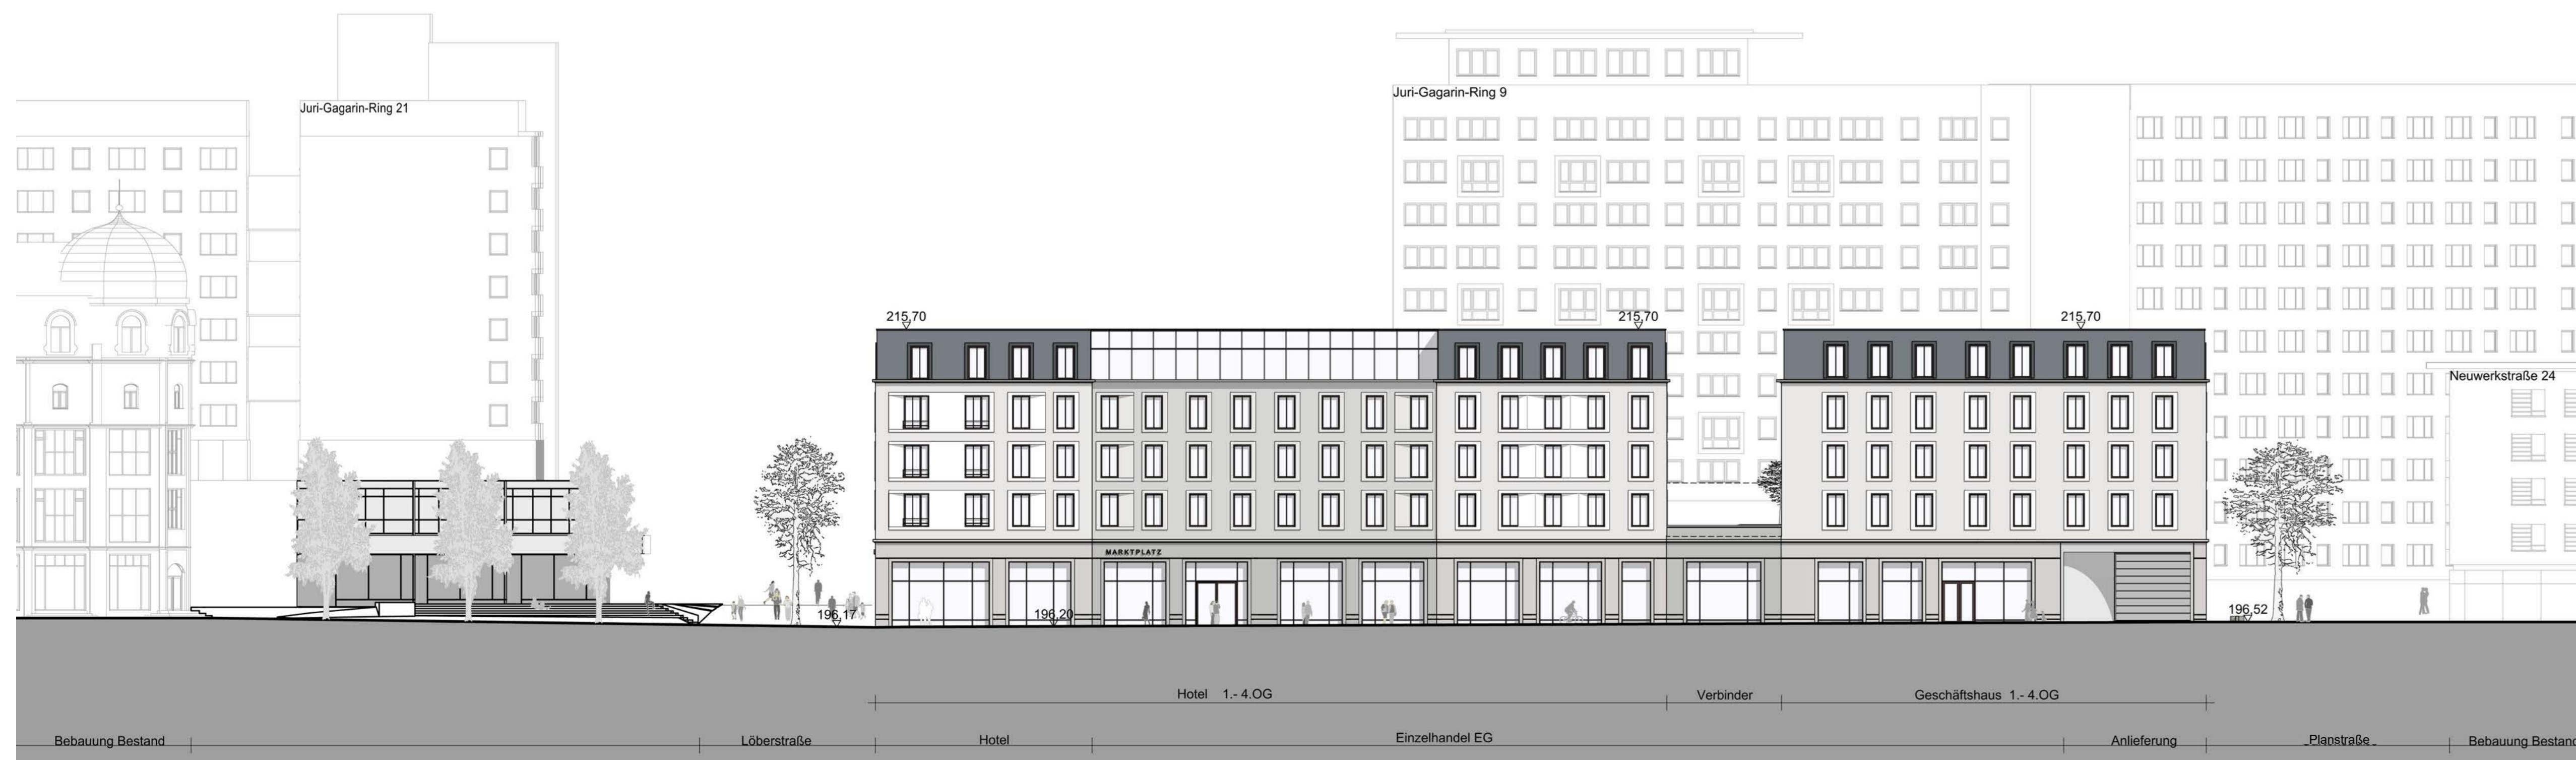 Juri-Gagarin-Ring 21
Juri-Gagarin-Ring 9
215,70
215,70
215,70
Neuwerkstraße 24
MARKTPLATZ
196,17
196,20
196,52
Hotel 1.- 4.OG
Verbinder
Geschäftshaus 1.- 4.OG
Bebauung Bestand
Löberstraße
Hotel
Einzelhandel EG
Anlieferung
Planstraße
Bebauung Bestand